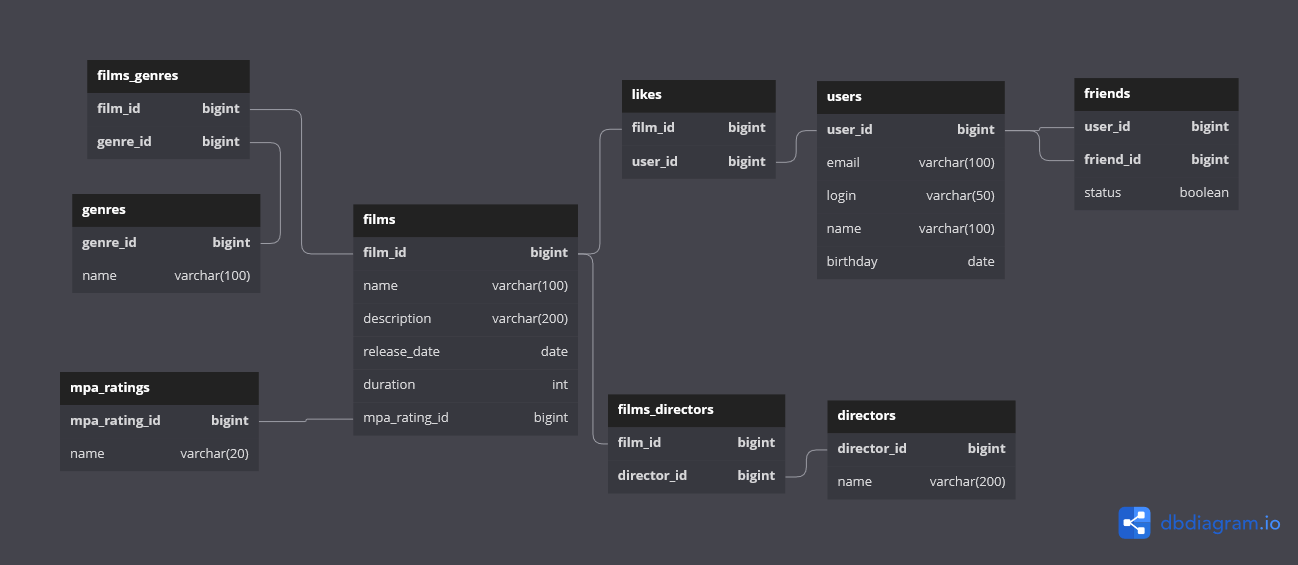 films_genres
film_id bigint
genre_id bigint
genres
genre_id bigint
name varchar(100)
mpa_ratings
mpa_rating_id bigint
name varchar(20)
films
film_id bigint
name varchar(100)
description varchar(200)
release_date date
duration int
mpa_rating_id bigint
likes
film_id bigint
user_id bigint
users
user_id bigint
email varchar(100)
login varchar(50)
name varchar(100)
birthday date
friends
user_id bigint
friend_id bigint
status boolean
films_directors
film_id bigint
director_id bigint
directors
director_id bigint
name varchar(200)
dbdiagram.io